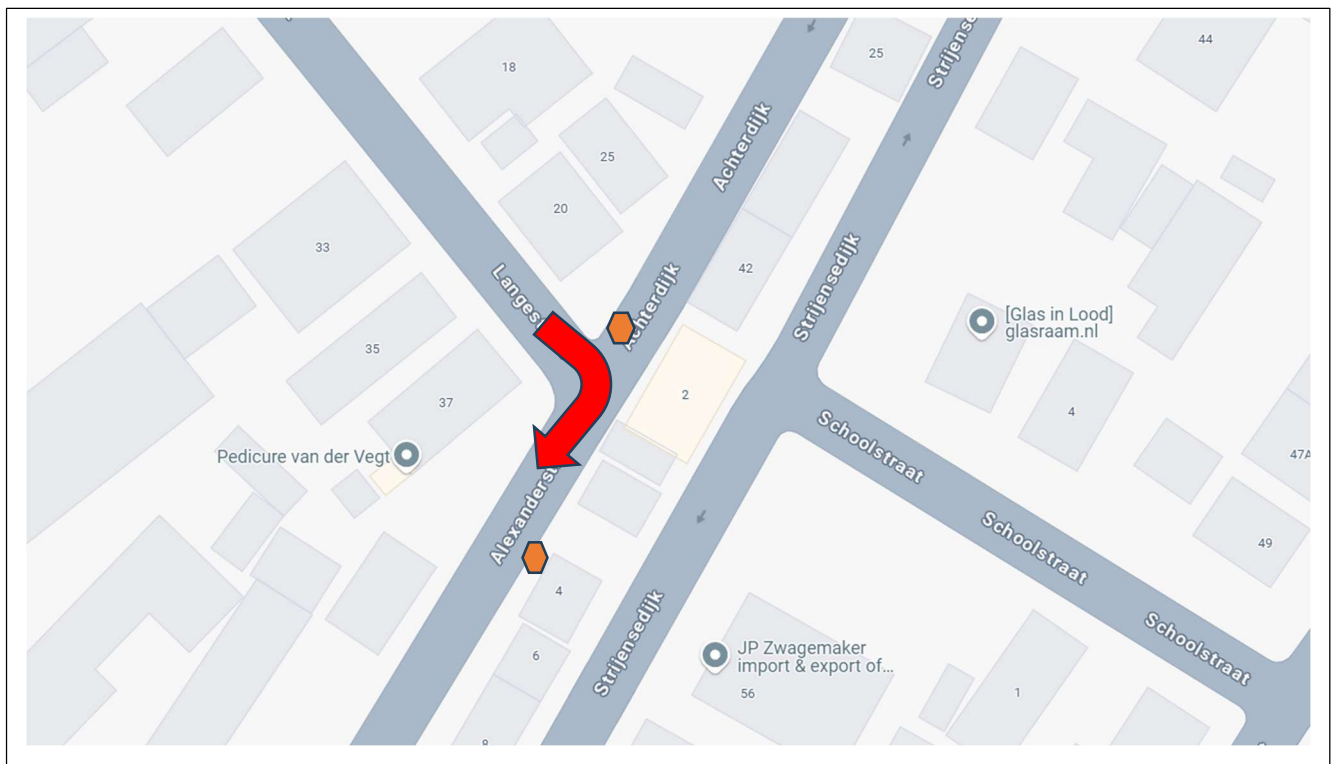 44
25
18
Strijense
Achterdijk
25
20
33
42
Strijensedijk
Langes
chterdijk
[Glas in Lood]
glasraam.nl
35
2
4
37
Schoolstraat
Pedicure van der Vegt
47A
Alexanderst
Schoolstraat
49
4
Strijensedijk
Schoolstraat
6
JP Zwagemaker
import & export of...
56
1
8